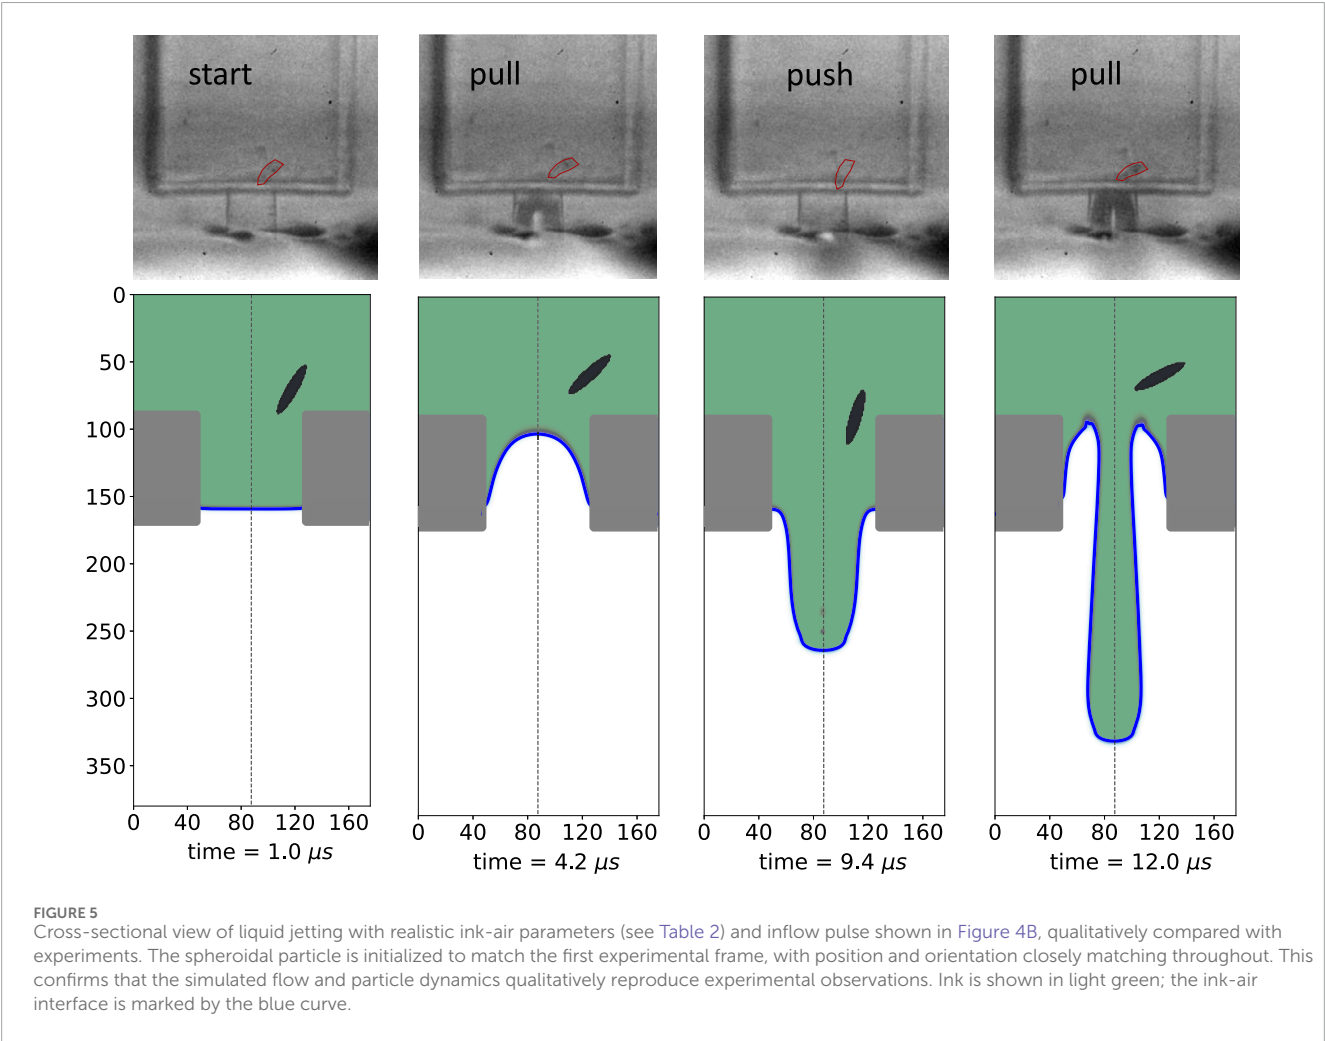 start pull push pull
0
50
100
150
200
250
300
350
0 40 80 120 160 0 40 80 120 160 0 40 80 120 160 0 40 80 120 160
time = 1.0 μs time = 4.2 μs time = 9.4 μs time = 12.0 μs
FIGURE 5
Cross-sectional view of liquid jetting with realistic ink-air parameters (see Table 2) and inflow pulse shown in Figure 4B, qualitatively compared with
experiments. The spheroidal particle is initialized to match the first experimental frame, with position and orientation closely matching throughout. This
confirms that the simulated flow and particle dynamics qualitatively reproduce experimental observations. Ink is shown in light green; the ink-air
interface is marked by the blue curve.